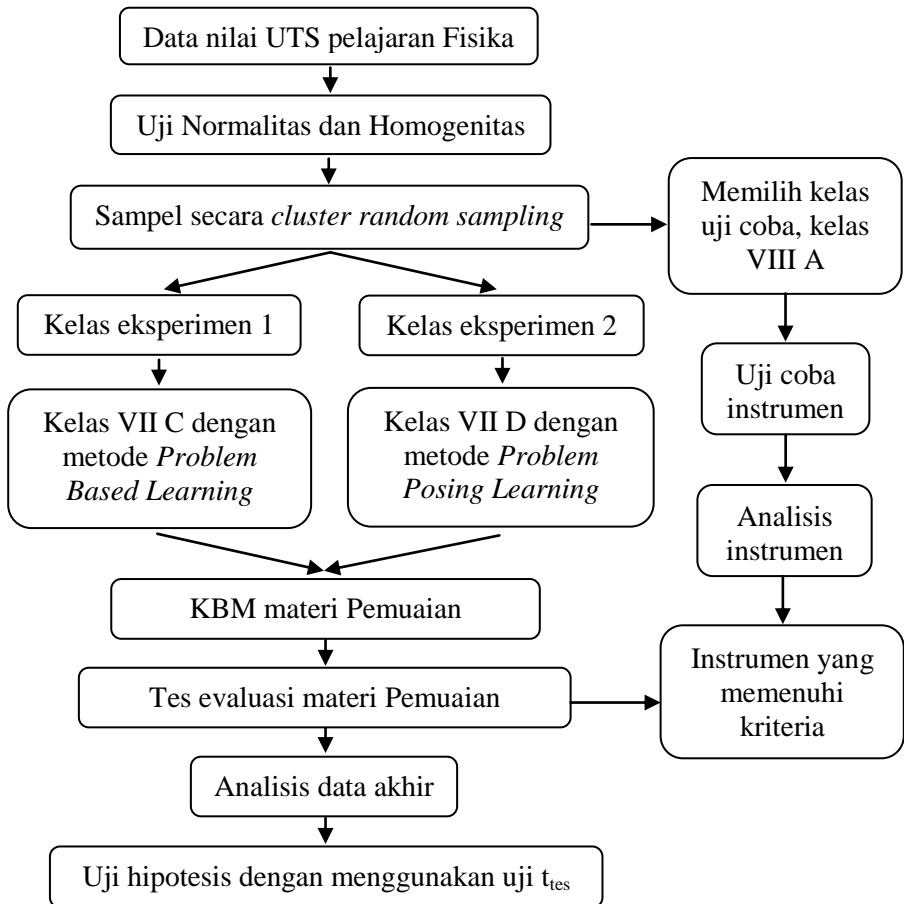 Data nilai UTS pelajaran Fisika
Uji Normalitas dan Homogenitas
Sampel secara cluster random sampling
Memilih kelas
uji coba, kelas
VIII A
Kelas eksperimen 1
Kelas eksperimen 2
Uji coba
instrumen
Kelas VII C dengan
metode Problem
Based Learning
Kelas VII D dengan
metode Problem
Posing Learning
Analisis
instrumen
KBM materi Pemuaian
Instrumen yang
memenuhi
kriteria
Tes evaluasi materi Pemuaian
Analisis data akhir
Uji hipotesis dengan menggunakan uji ttes